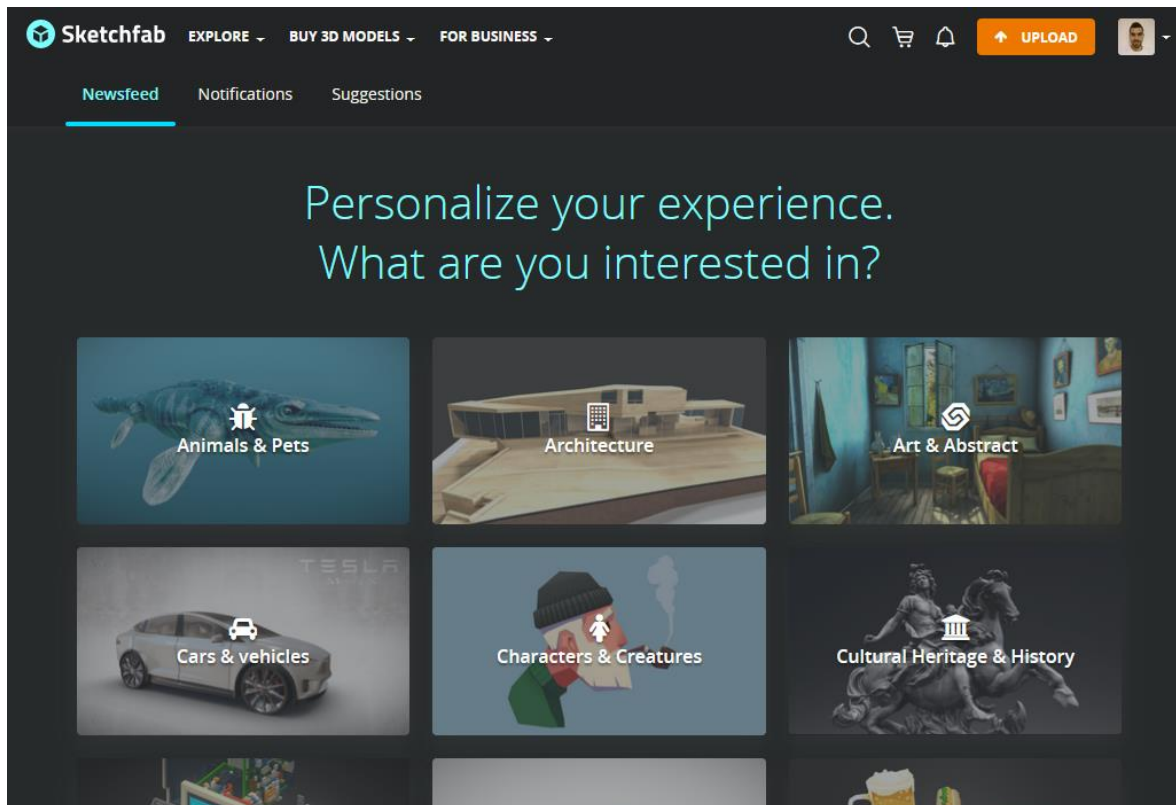 Sketchfab EXPLORE BUY 3D MODELS FOR BUSINESS UPLOAD
Newsfeed Notifications Suggestions
Personalize your experience.
What are you interested in?
Animals & Pets Architecture Art & Abstract
TESLA
Cars & vehicles Characters & Creatures Cultural Heritage & History